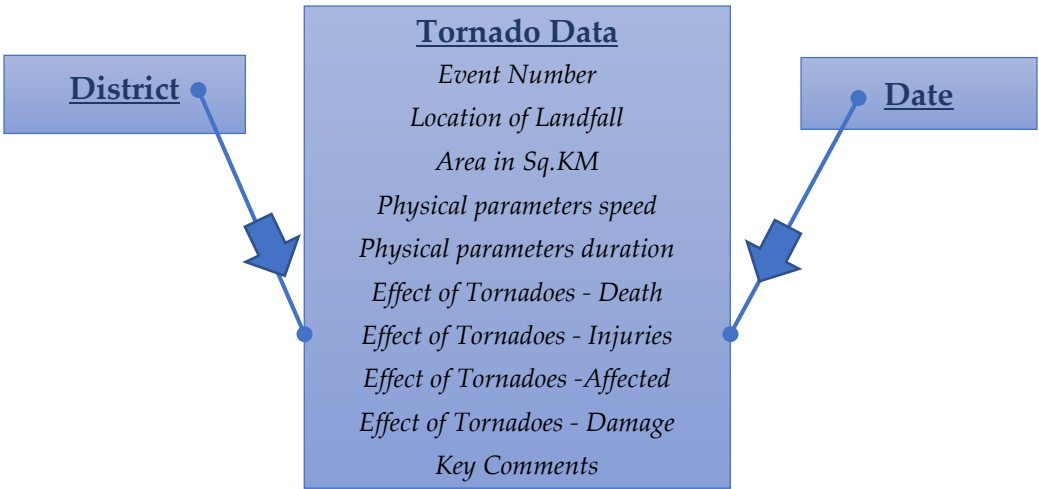 District
Tornado Data
Event Number
Location of Landfall
Area in Sq.KM
Physical parameters speed
Physical parameters duration
Effect of Tornadoes - Death
Effect of Tornadoes - Injuries
Effect of Tornadoes -Affected
Effect of Tornadoes - Damage
Key Comments
Date